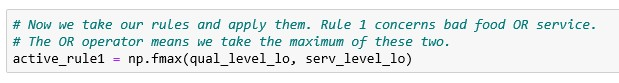 # Now we take our rules and apply them. Rule 1 concerns bad food OR service.
# The OR operator means we take the maximum of these two.
active_rule1 = np.fmax(qual_level_lo, serv_level_lo)